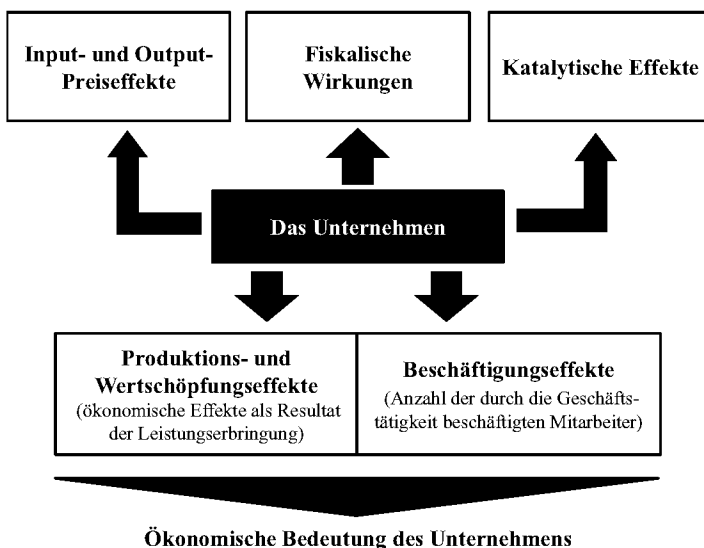 Input- und Output-
Preiseffekte
Fiskalische
Wirkungen
Katalytische Effekte
Das Unternehmen
Produktions- und
Wertschöpfungseffekte
(ökonomische Effekte als Resultat
der Leistungserbringung)
Beschäftigungseffekte
(Anzahl der durch die Geschäfts-
tätigkeit beschäftigten Mitarbeiter)
Ökonomische Bedeutung des Unternehmens